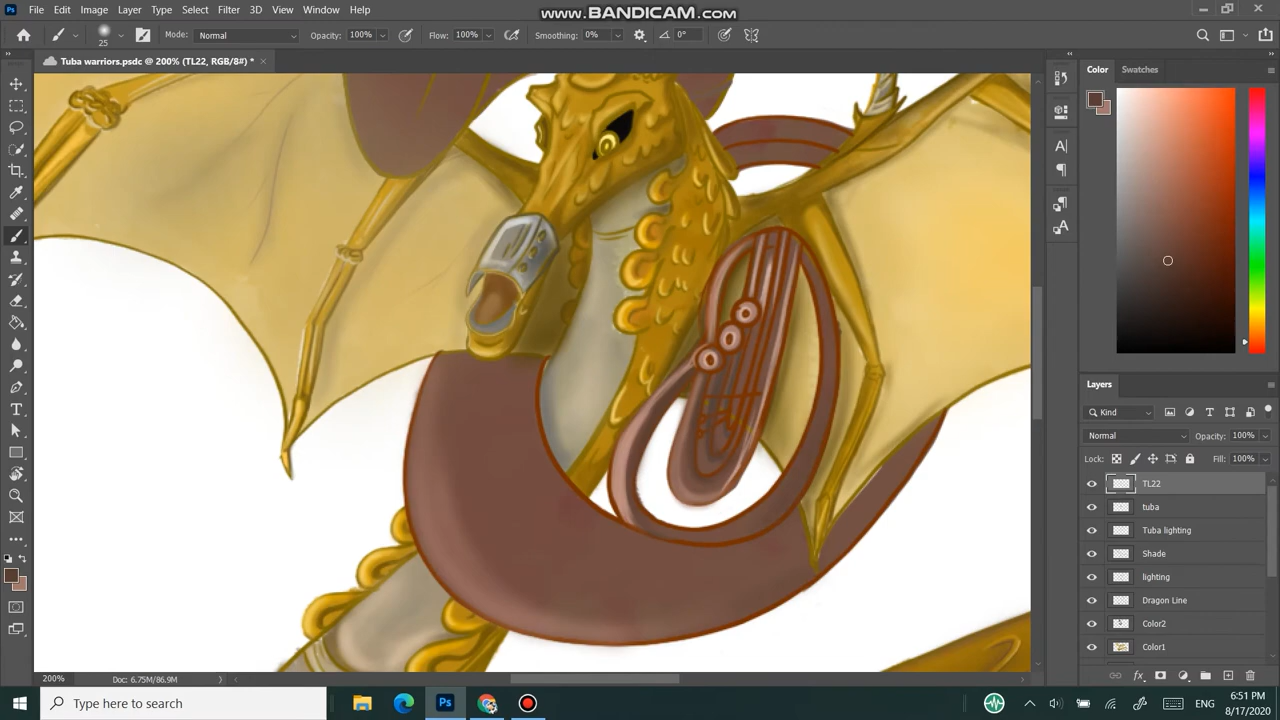 www.BANDICAM.com
File Edit Image Layer Type Select Filter 3D View Window Help
25 Mode: Normal Opacity: 100% Flow: 100% Smoothing: 0% 0°
Tuba warriors.psdc @ 200% (TL22, RGB/8#) *
Color Swatches
Layers
Kind
Normal Opacity: 100%
Lock: Fill: 100%
TL22
tuba
Tuba lighting
Shade
lighting
Dragon Line
Color2
Color1
200% Doc: 6.75M/86.9M
Type here to search
6:51 PM
8/17/2020